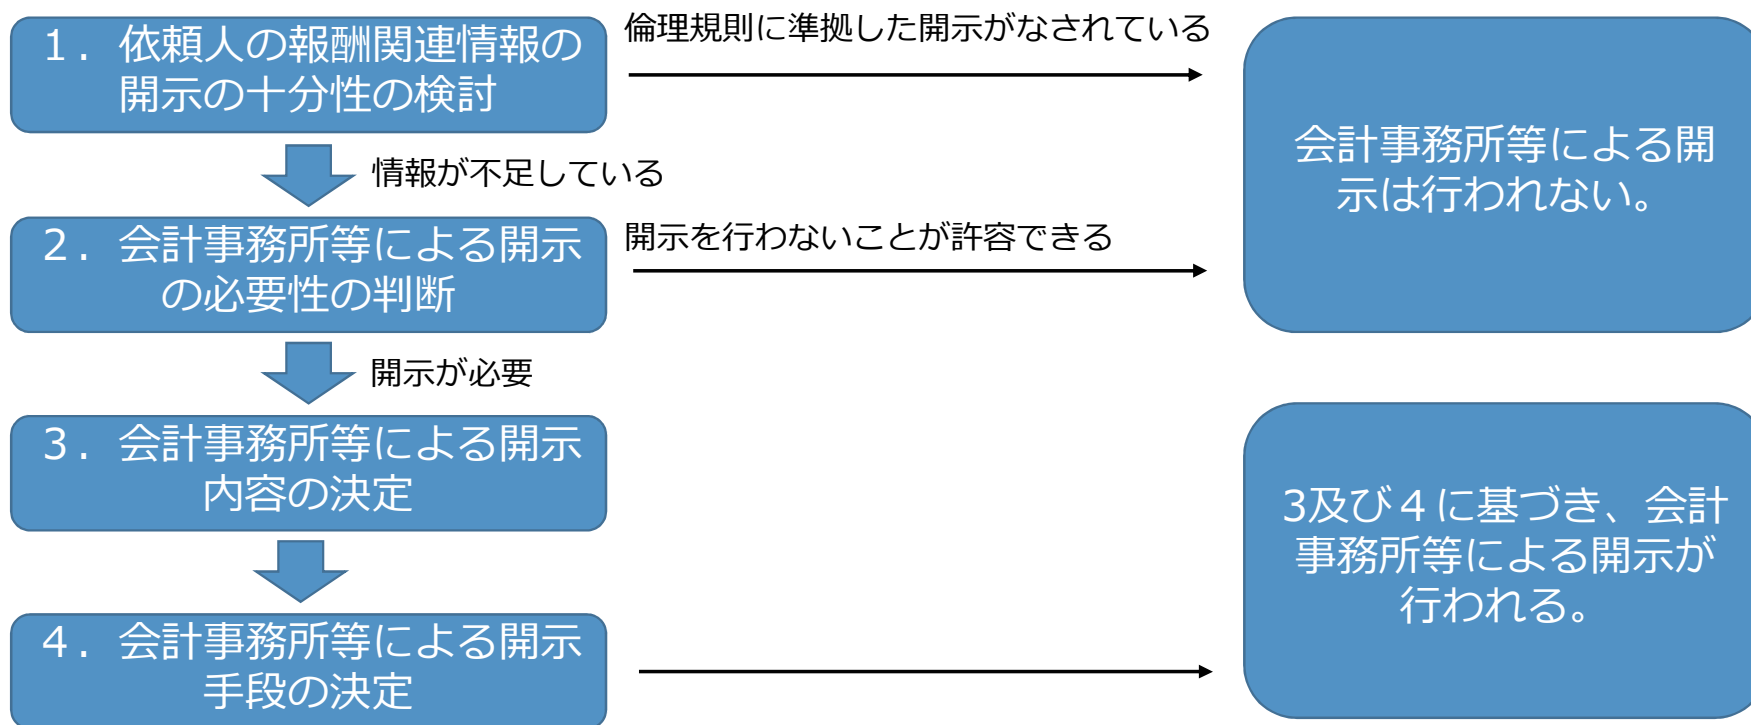 １．依頼人の報酬関連情報の
開示の十分性の検討
倫理規則に準拠した開示がなされている
会計事務所等による開
示は行われない。
情報が不足している
２．会計事務所等による開示
の必要性の判断
開示を行わないことが許容できる
開示が必要
３．会計事務所等による開示
内容の決定
3及び４に基づき、会計
事務所等による開示が
行われる。
４．会計事務所等による開示
手段の決定